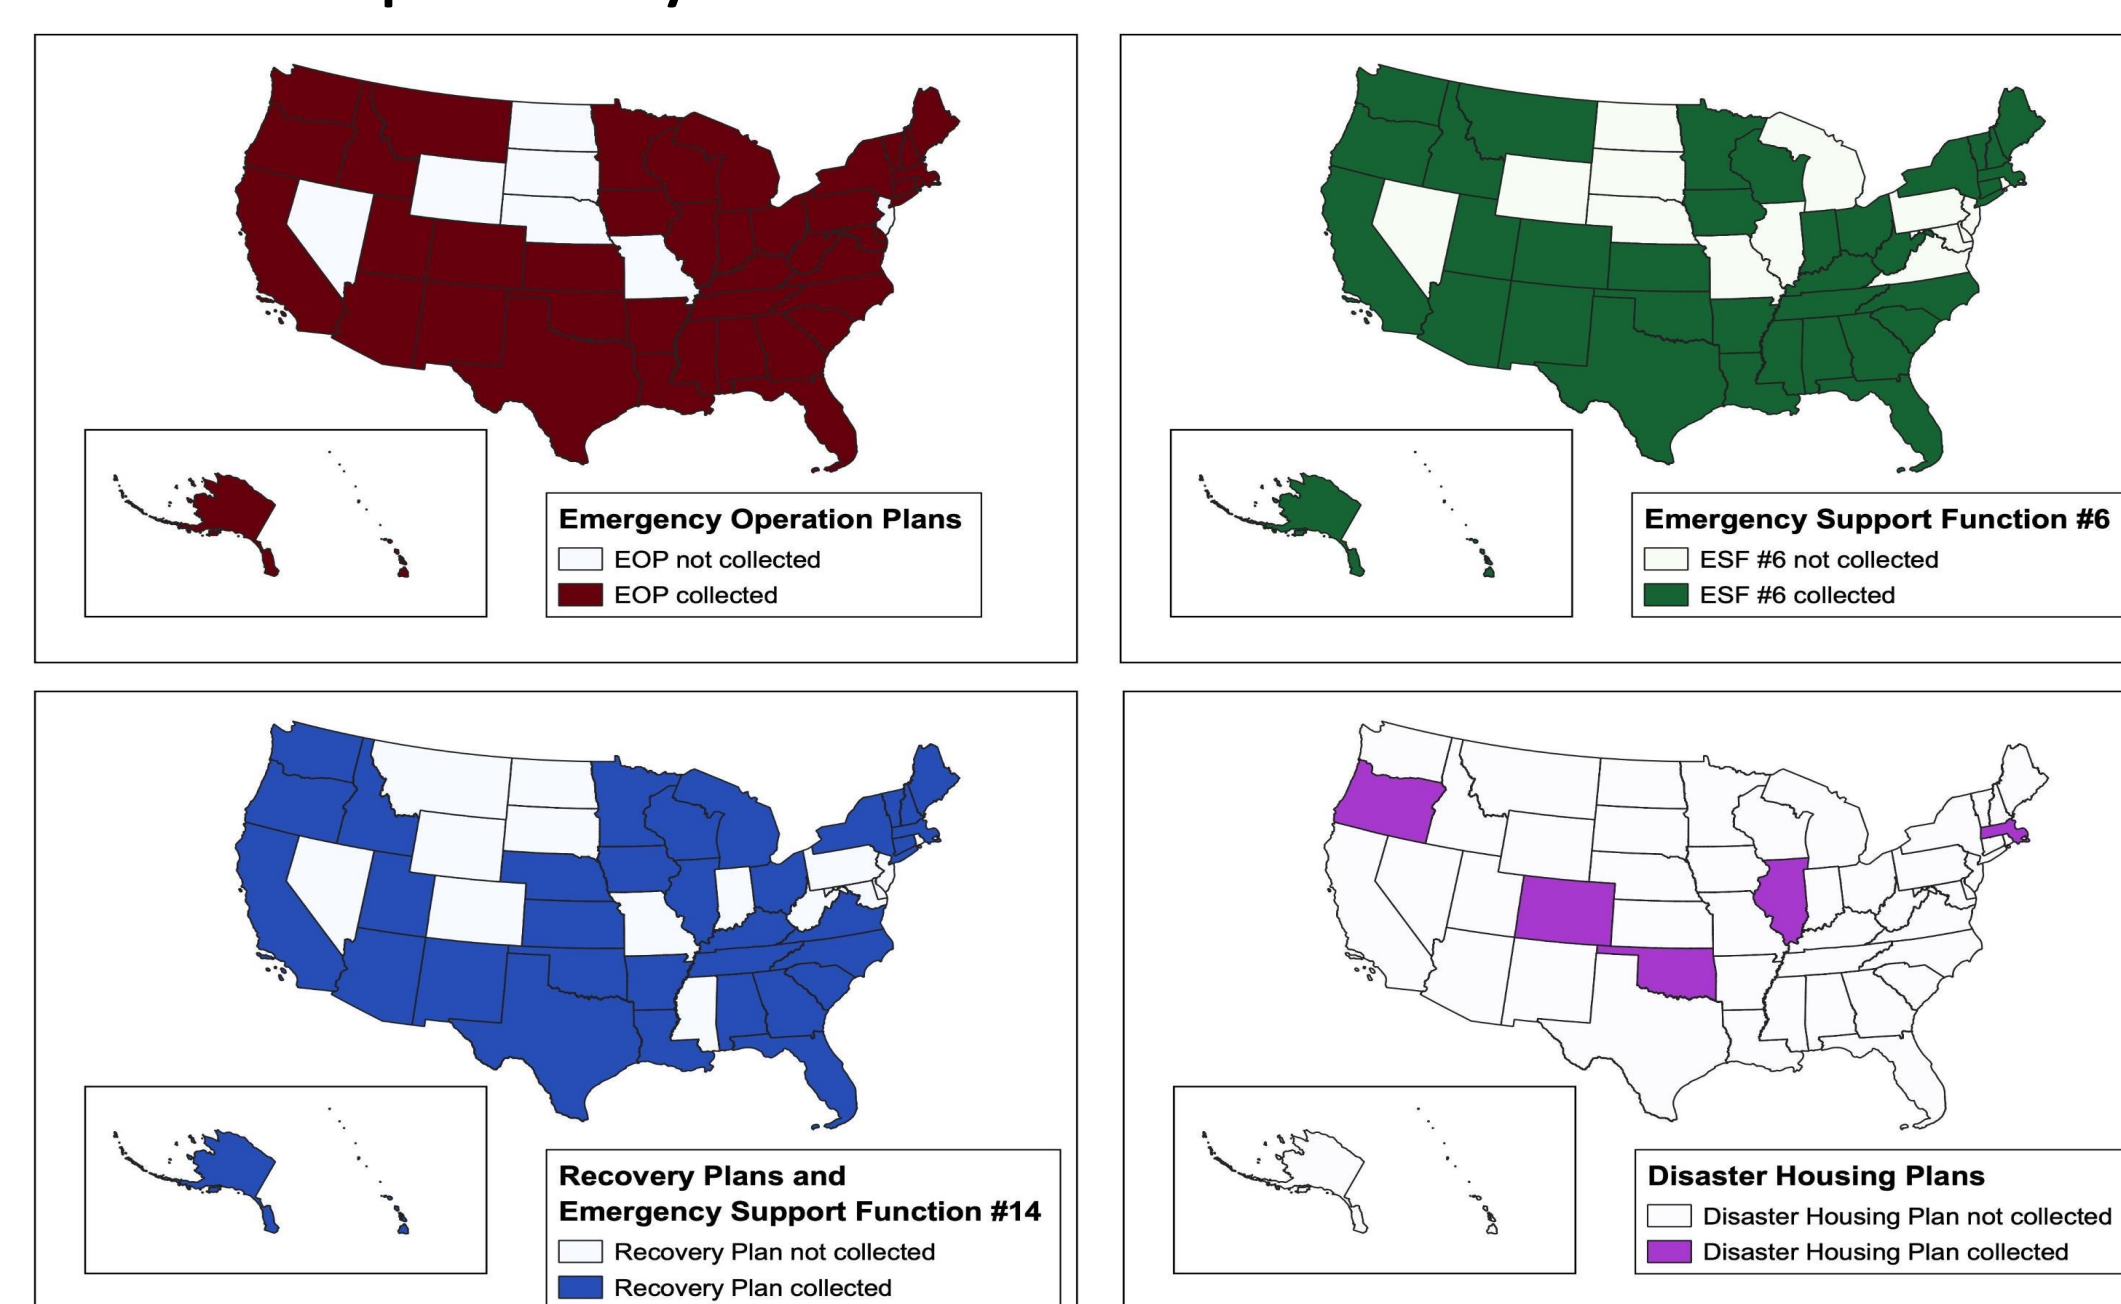 Emergency Operation Plans
EOP not collected
EOP collected
Emergency Support Function #6
ESF #6 not collected
ESF #6 collected
Recovery Plans and
Emergency Support Function #14
Recovery Plan not collected
Recovery Plan collected
Disaster Housing Plans
Disaster Housing Plan not collected
Disaster Housing Plan collected